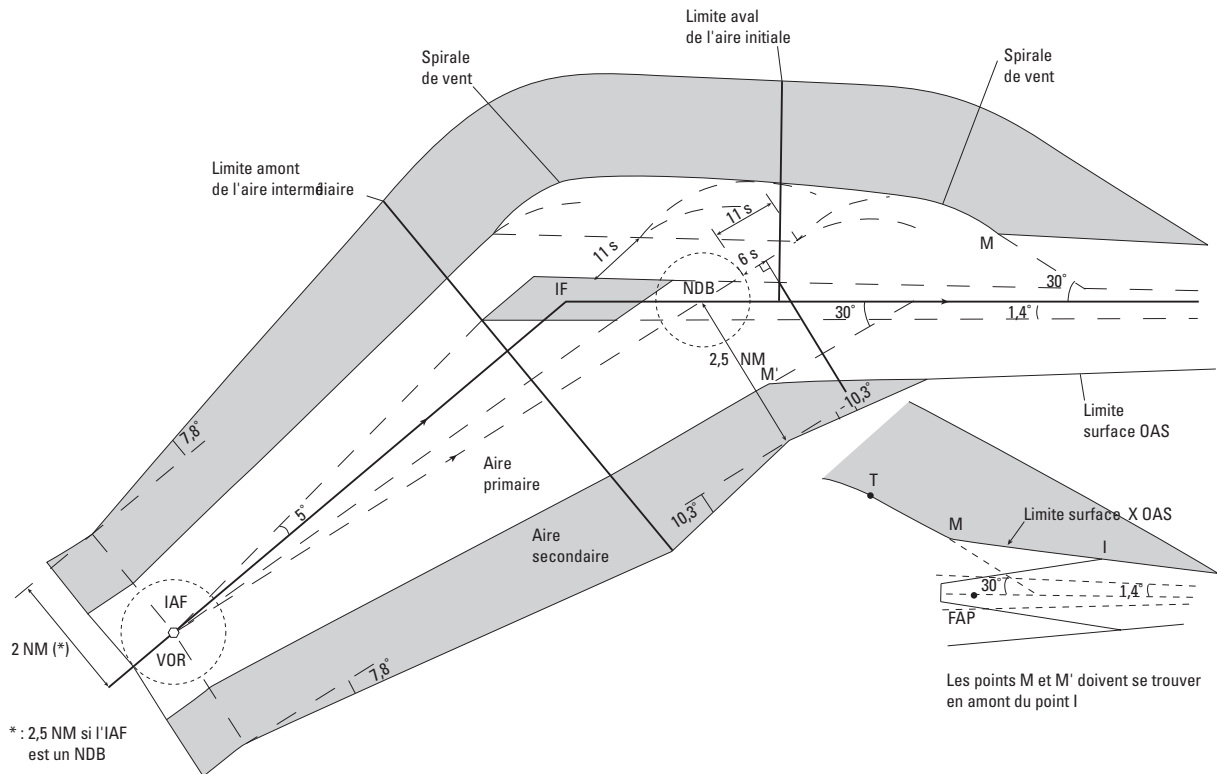 Limite aval
de l'aire initiale
Spirale
de vent
Spirale
de vent
Limite amont
de l'aire intermédiaire
11 s
11 s
6 s
M
IF
NDB
30°
30°
1,4°
2,5 NM
M'
10,3°
Limite
surface OAS
7,8°
Aire
primaire
5°
T
10,3°
M
Limite surface X OAS
I
Aire
secondaire
30°
1,4°
FAP
IAF
VOR
2 NM (*)
7,8°
Les points M et M' doivent se trouver
en amont du point I
* : 2,5 NM si l'IAF
est un NDB